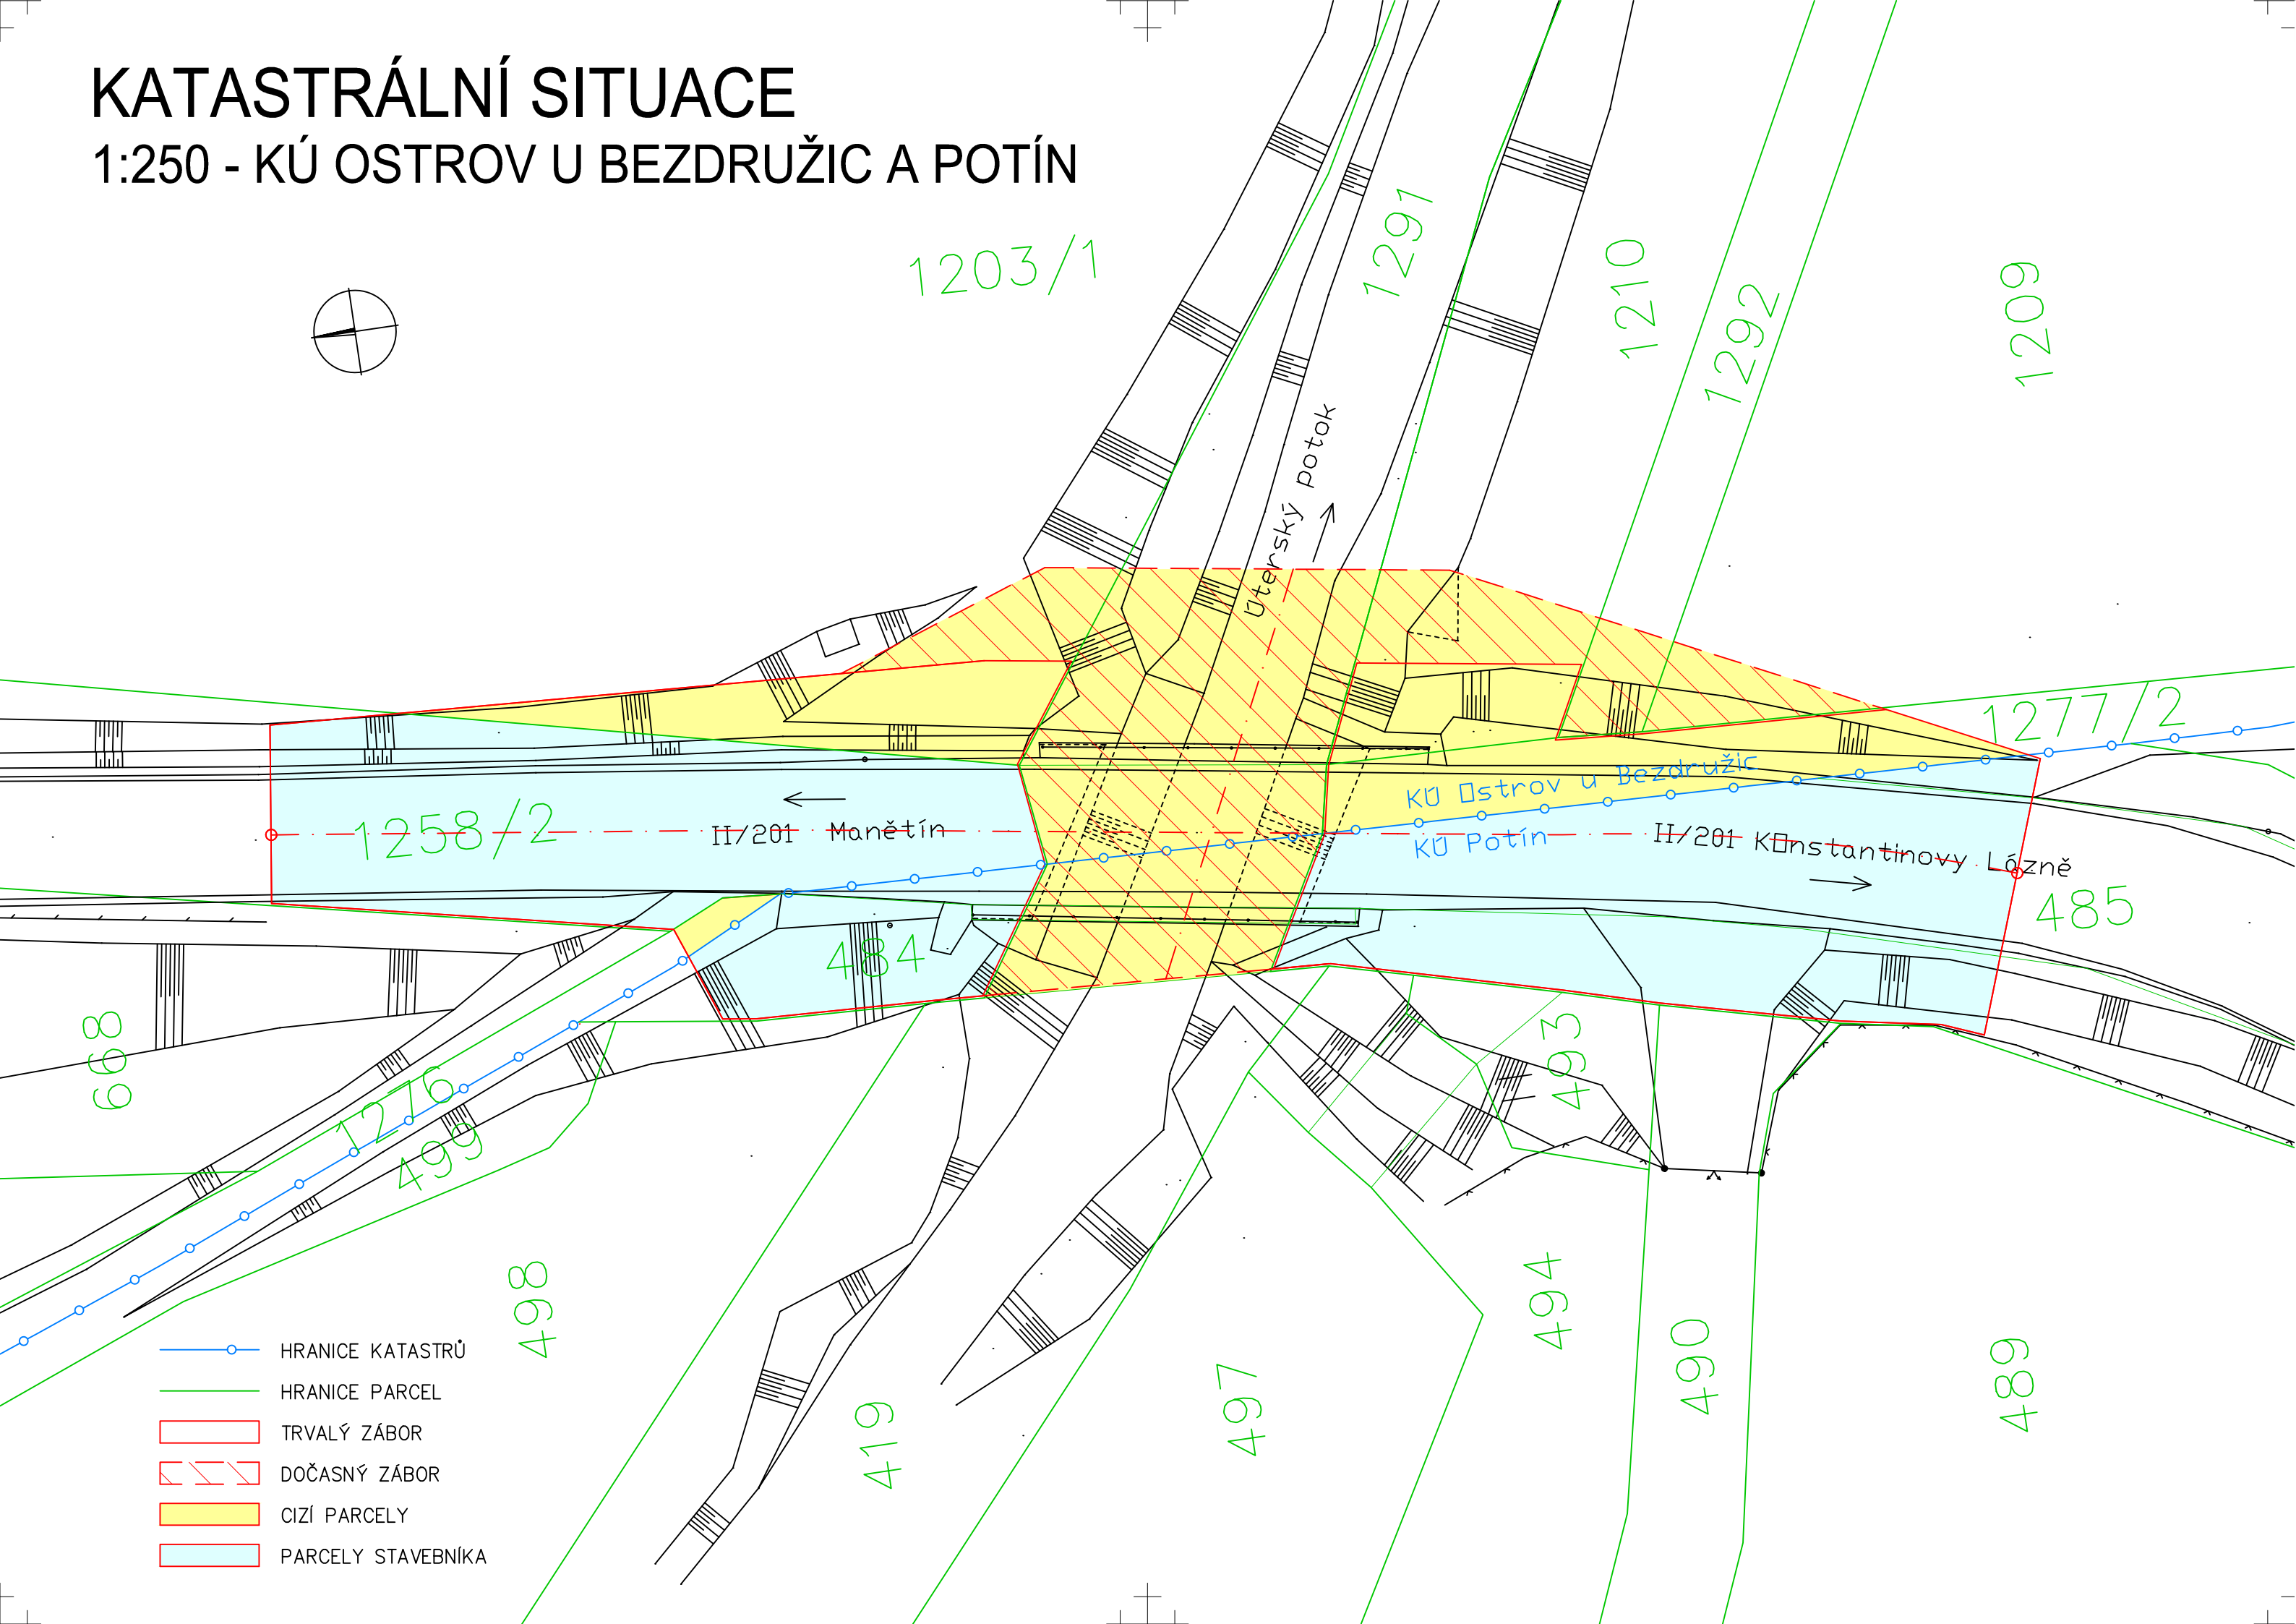 KATASTRÁLNÍ SITUACE
1:250 - KÚ OSTROV U BEZDRUŽIC A POTÍN
1203/1
1291
1210
1292
1209
Úterský potok
1277/2
KÚ Ostrov u Bezdružic
KÚ Potín
1258/2
II/201 Manětín
II/201 KOnstantinovy Lázně
485
484
668
1276
499
493
498
494
490
489
419
497
HRANICE KATASTRŮ
HRANICE PARCEL
TRVALÝ ZÁBOR
DOČASNÝ ZÁBOR
CIZÍ PARCELY
PARCELY STAVEBNÍKA